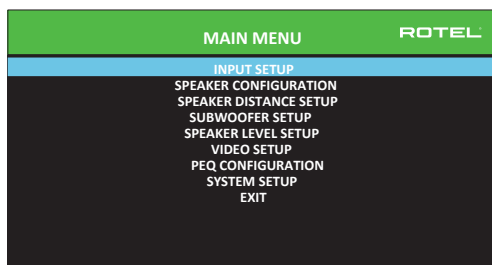 MAIN MENU
ROTEL
INPUT SETUP
SPEAKER CONFIGURATION
SPEAKER DISTANCE SETUP
SUBWOOFER SETUP
SPEAKER LEVEL SETUP
VIDEO SETUP
PEQ CONFIGURATION
SYSTEM SETUP
EXIT